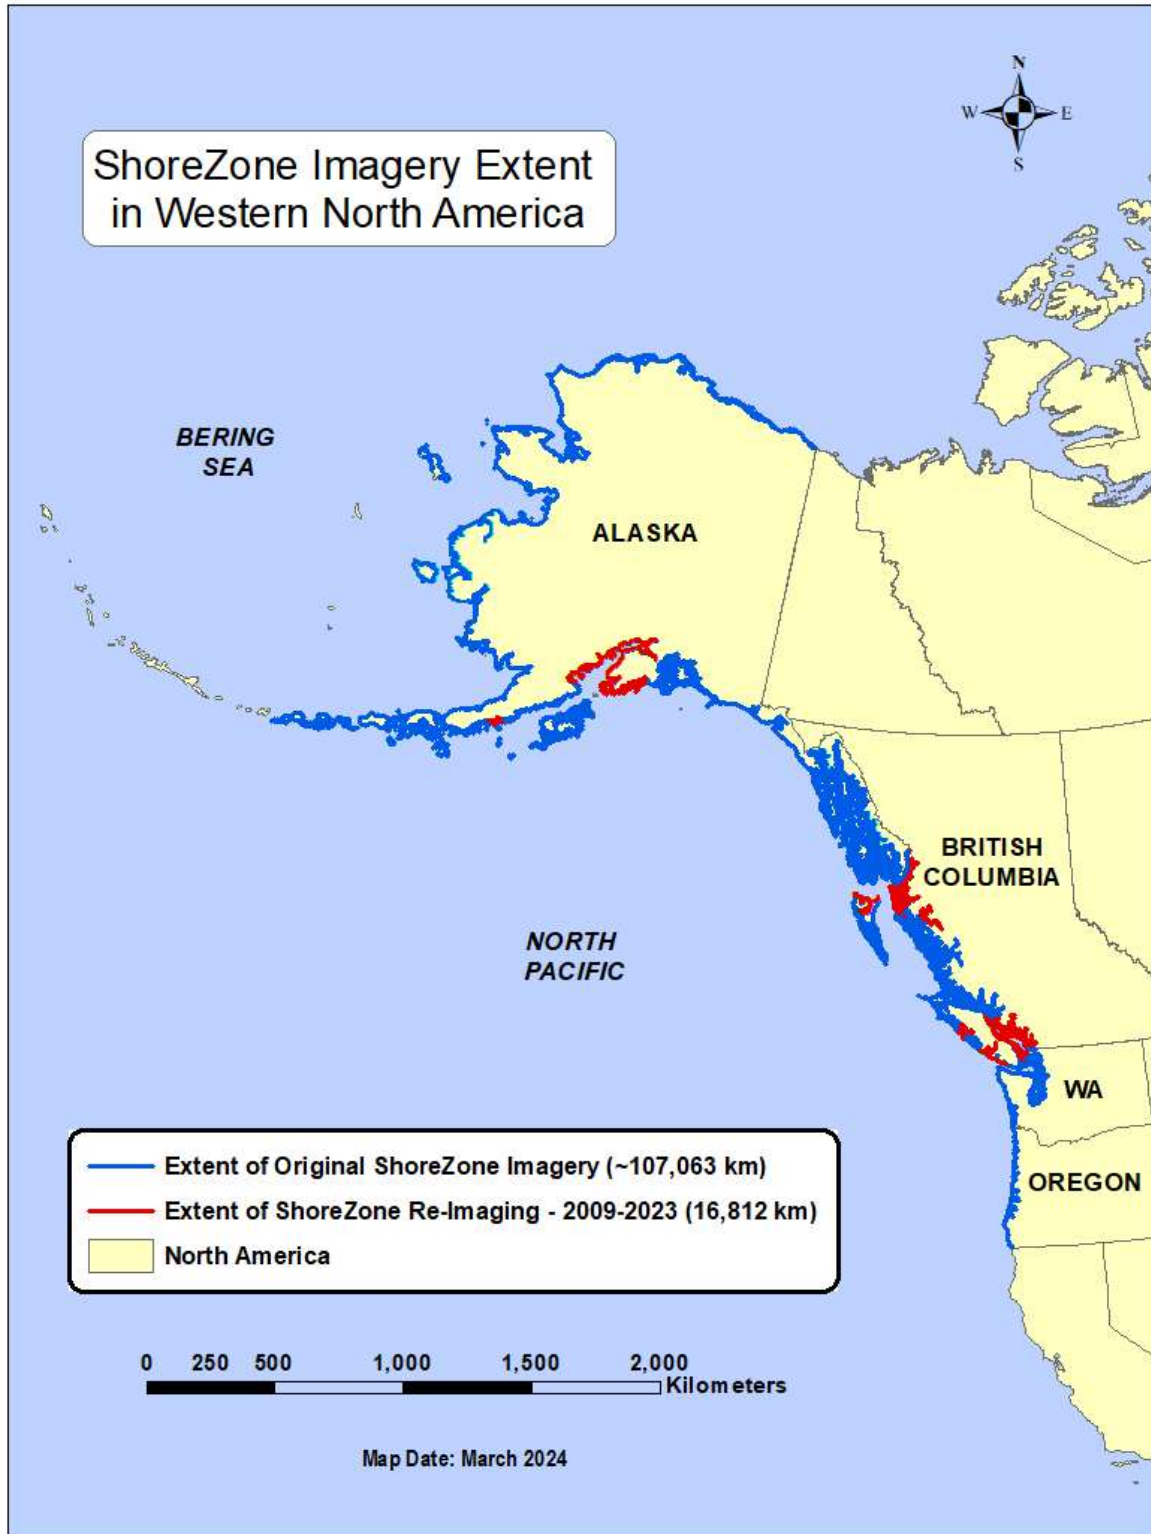 N
W E
S
ShoreZone Imagery Extent
in Western North America
BERING
SEA
ALASKA
BRITISH
COLUMBIA
NORTH
PACIFIC
WA
OREGON
Extent of Original ShoreZone Imagery (~107,063 km)
Extent of ShoreZone Re-Imaging - 2009-2023 (16,812 km)
North America
0 250 500 1,000 1,500 2,000
Kilometers
Map Date: March 2024